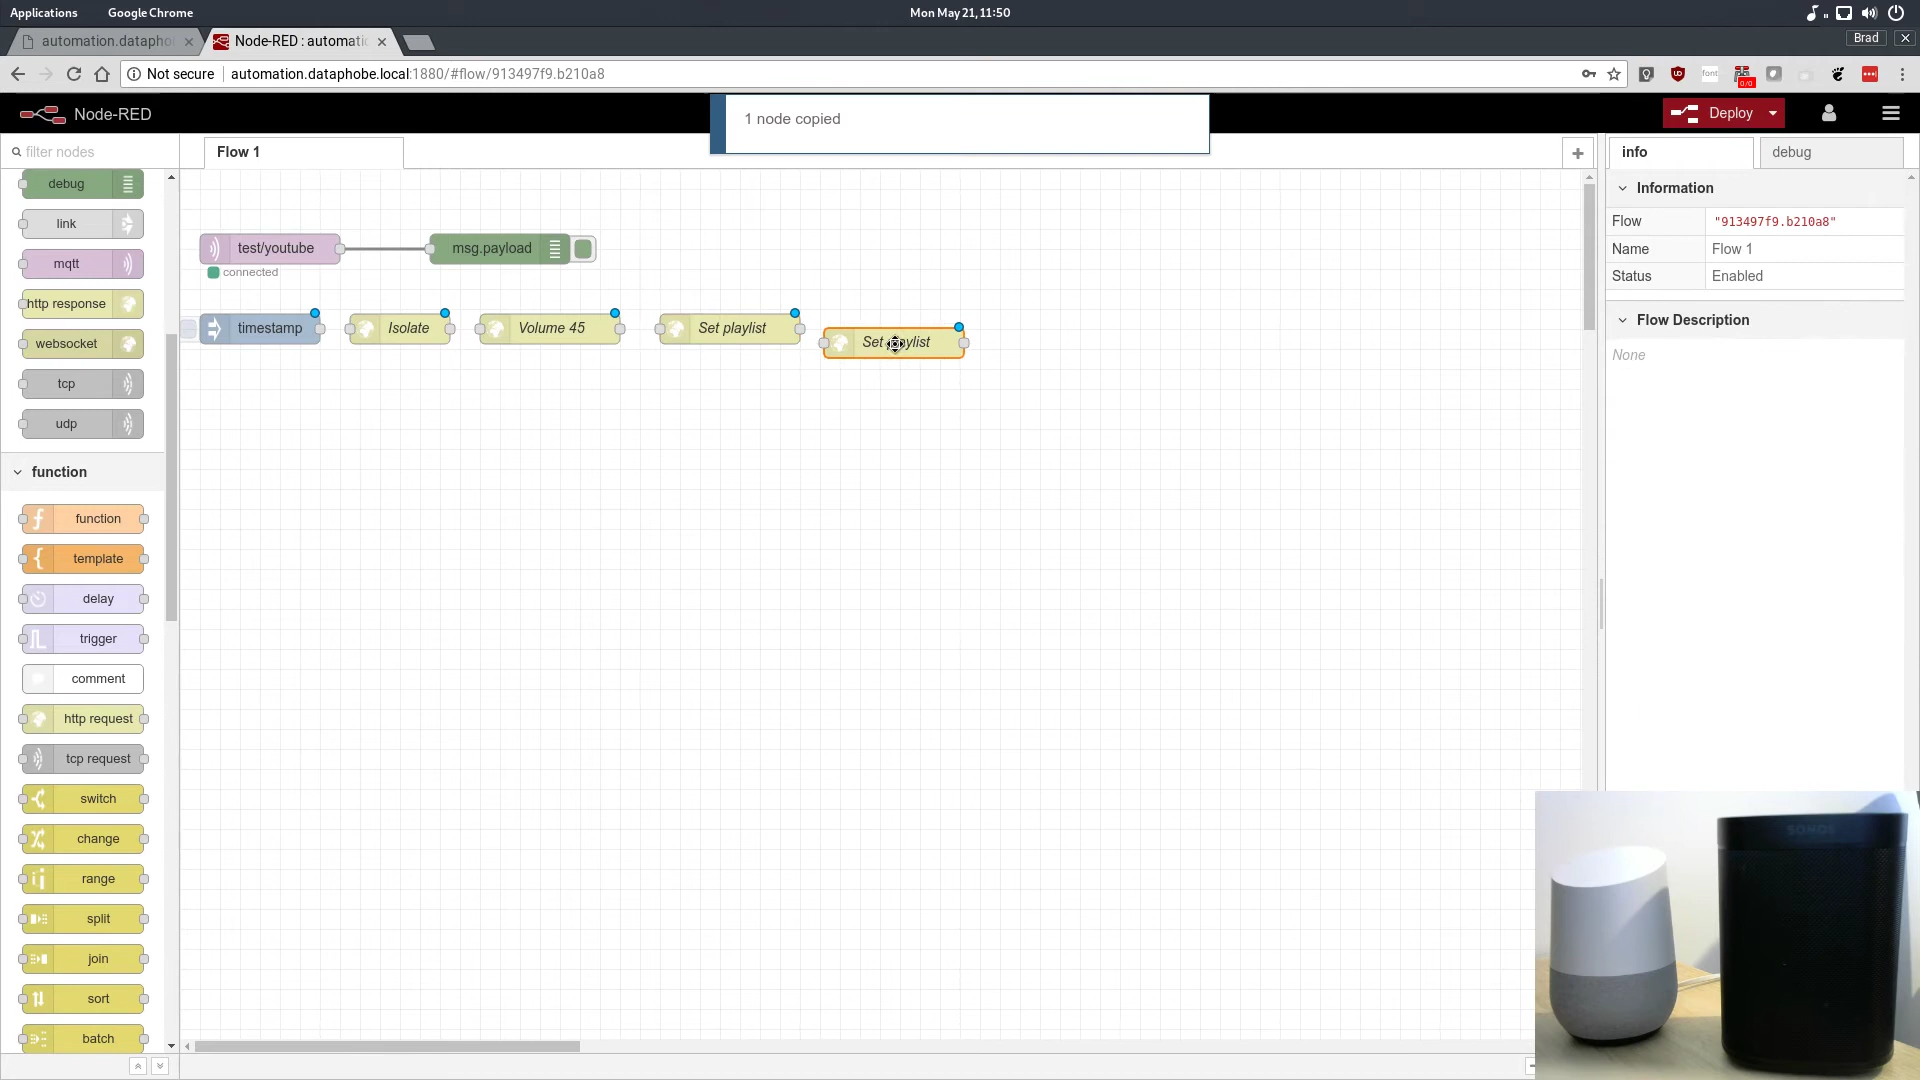 Applications
Google Chrome
Mon May 21, 11:50
automation.datapho
Node-RED : automati
Brad
Not secure
automation.dataphobe.local:1880/#flow/913497f9.b210a8
font
0/0
Node-RED
1 node copied
Deploy
filter nodes
Flow 1
info
debug
debug
link
mqtt
http response
websocket
tcp
udp
function
function
template
delay
trigger
comment
http request
tcp request
switch
change
range
split
join
sort
batch
test/youtube
msg.payload
connected
timestamp
Isolate
Volume 45
Set playlist
Information
Flow
"913497f9.b210a8"
Name
Flow 1
Status
Enabled
Flow Description
None
SONOS